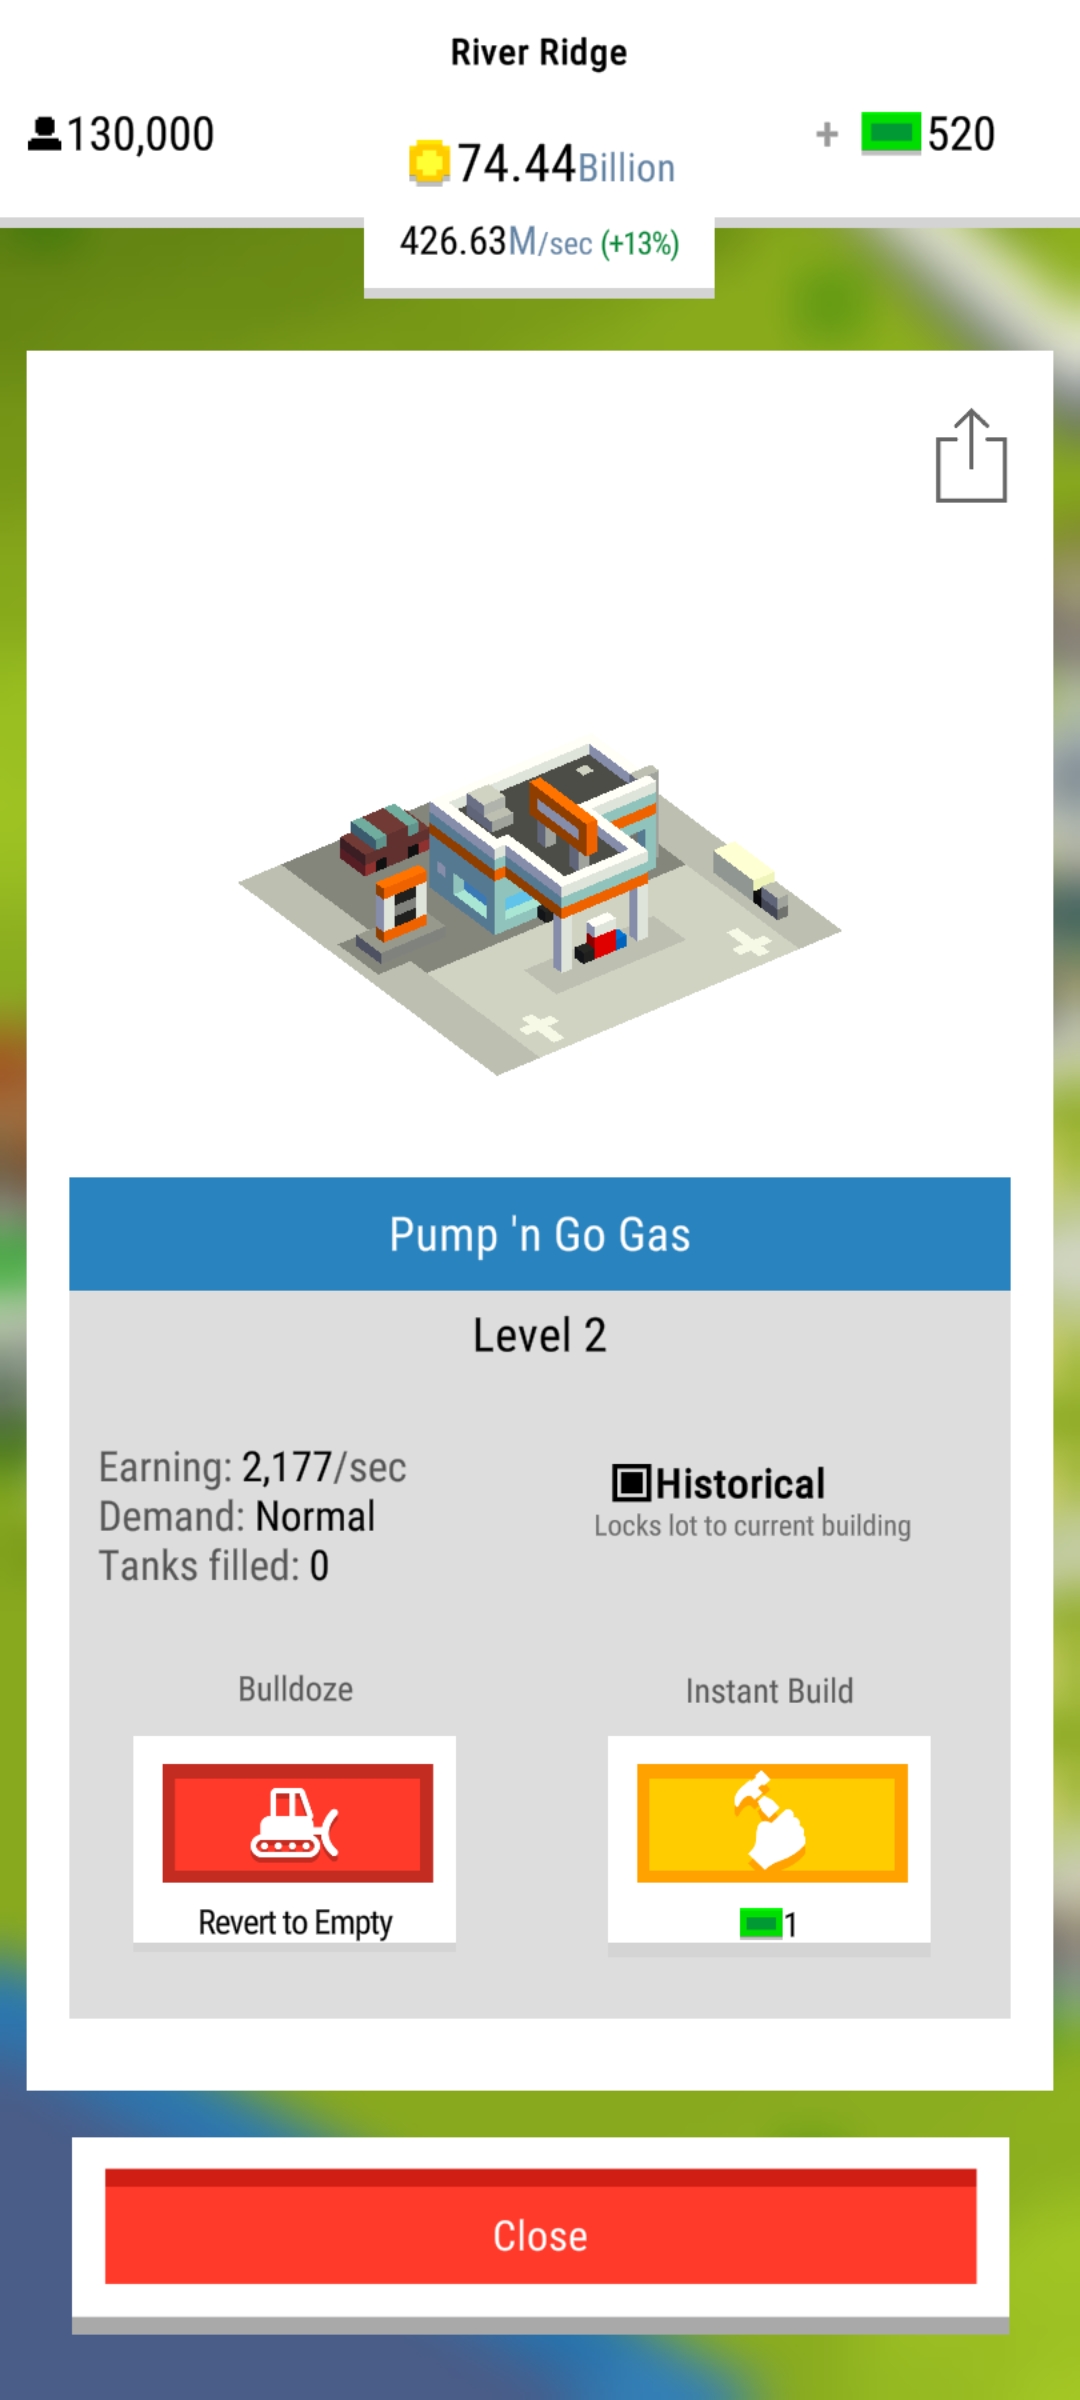 River Ridge
130,000
74.44Billion
+ 520
426.63M/sec (+13%)
Pump 'n Go Gas
Level 2
Earning: 2,177/sec
Demand: Normal
Tanks filled: 0
Historical
Locks lot to current building
Bulldoze
Instant Build
Revert to Empty
1
Close